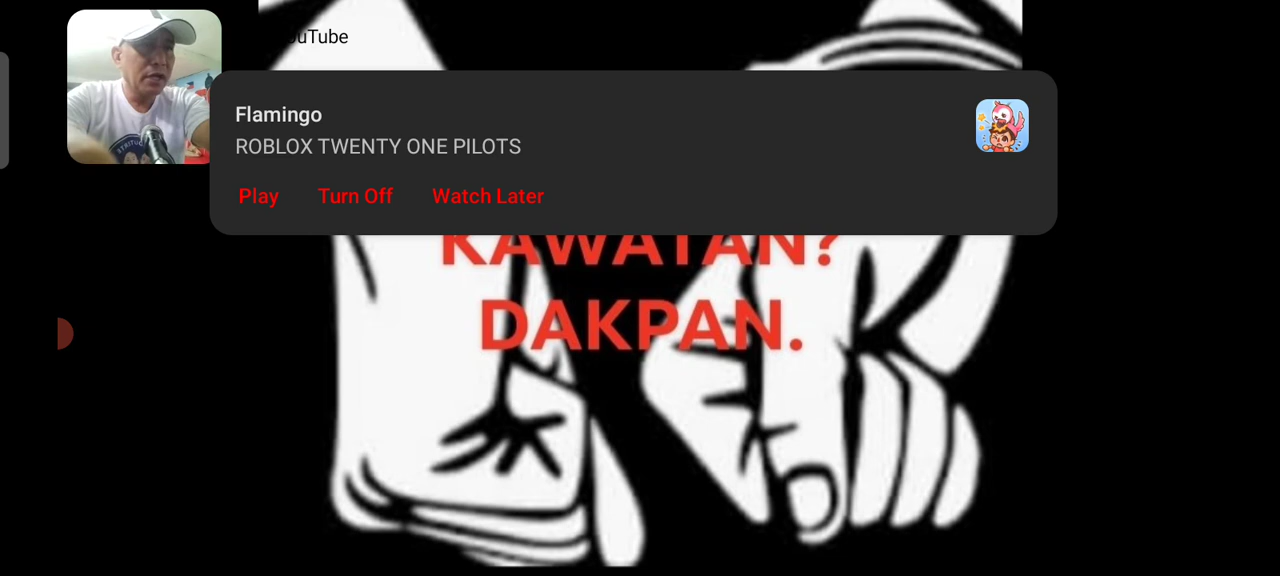 uTube
Flamingo
ROBLOX TWENTY ONE PILOTS
Play Turn Off Watch Later
KAWATAN?
DAKPAN.